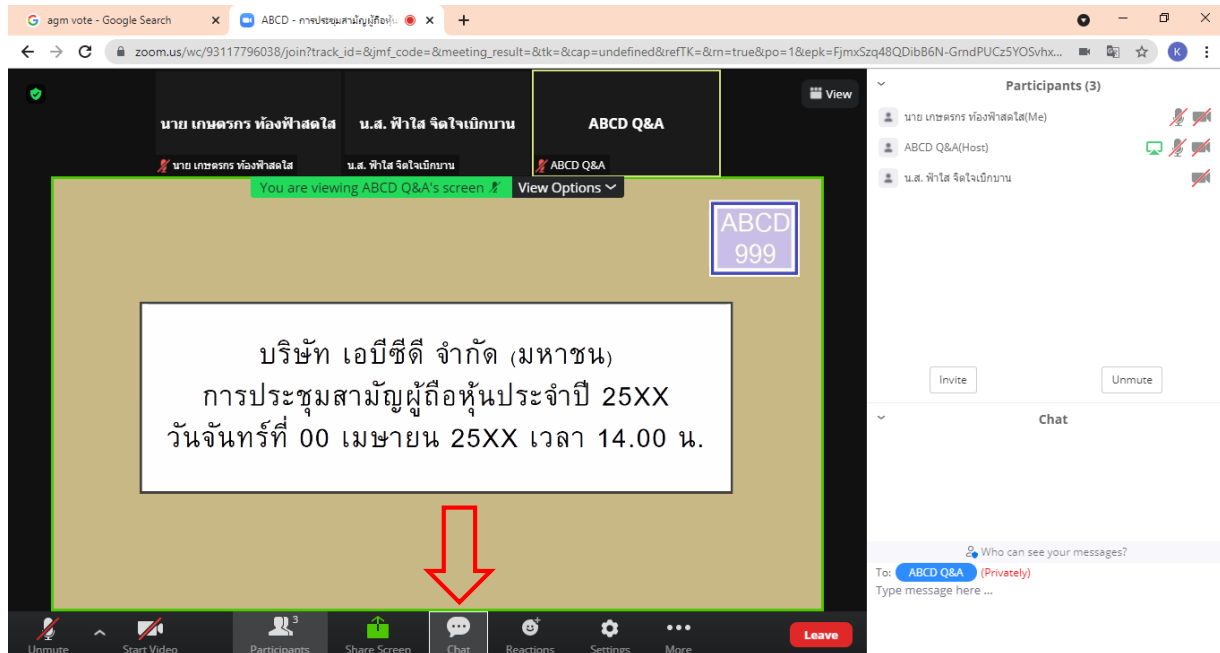 agm vote - Google Search
ABCD - การประชุมสามัญผู้ถือหุ้น
zoom.us/wc/93117796038/join?track_id=&jmf_code=&meeting_result=&tk=&cap=undefined&refTK=&rn=true&po=1&epk=FjmxSzq48QDibB6N-GrndPUCz5YOSvhx...
K
View
นาย เกษตรกร ท้องฟ้าสดใส
น.ส. ฟ้าใส จิตใจเบิกบาน
ABCD Q&A
นาย เกษตรกร ท้องฟ้าสดใส
น.ส. ฟ้าใส จิตใจเบิกบาน
ABCD Q&A
You are viewing ABCD Q&A's screen
View Options
ABCD
999
บริษัท เอบีซีดี จำกัด (มหาชน)
การประชุมสามัญผู้ถือหุ้นประจำปี 25XX
วันจันทร์ที่ 00 เมษายน 25XX เวลา 14.00 น.
Unmute
Start Video
3
Participants
Share Screen
Chat
Reactions
Settings
More
Leave
Participants (3)
นาย เกษตรกร ท้องฟ้าสดใส(Me)
ABCD Q&A(Host)
น.ส. ฟ้าใส จิตใจเบิกบาน
Invite
Unmute
Chat
Who can see your messages?
To: ABCD Q&A (Privately)
Type message here ...